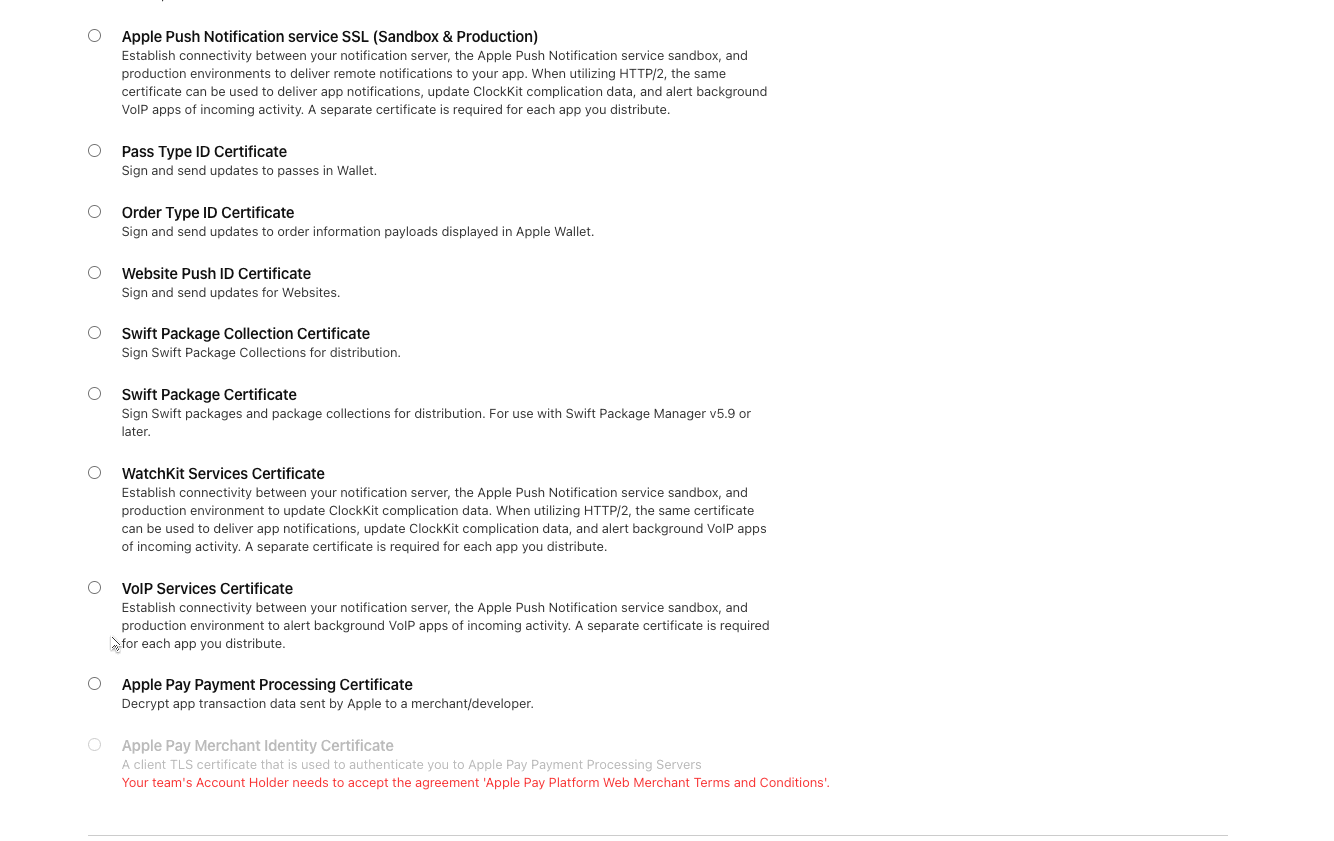 Apple Push Notification service SSL (Sandbox & Production)
Establish connectivity between your notification server, the Apple Push Notification service sandbox, and
production environments to deliver remote notifications to your app. When utilizing HTTP/2, the same
certificate can be used to deliver app notifications, update ClockKit complication data, and alert background
VoIP apps of incoming activity. A separate certificate is required for each app you distribute.
Pass Type ID Certificate
Sign and send updates to passes in Wallet.
Order Type ID Certificate
Sign and send updates to order information payloads displayed in Apple Wallet.
Website Push ID Certificate
Sign and send updates for Websites.
Swift Package Collection Certificate
Sign Swift Package Collections for distribution.
Swift Package Certificate
Sign Swift packages and package collections for distribution. For use with Swift Package Manager v5.9 or
later.
WatchKit Services Certificate
Establish connectivity between your notification server, the Apple Push Notification service sandbox, and
production environment to update ClockKit complication data. When utilizing HTTP/2, the same certificate
can be used to deliver app notifications, update ClockKit complication data, and alert background VoIP apps
of incoming activity. A separate certificate is required for each app you distribute.
VoIP Services Certificate
Establish connectivity between your notification server, the Apple Push Notification service sandbox, and
production environment to alert background VoIP apps of incoming activity. A separate certificate is required
for each app you distribute.
Apple Pay Payment Processing Certificate
Decrypt app transaction data sent by Apple to a merchant/developer.
Apple Pay Merchant Identity Certificate
A client TLS certificate that is used to authenticate you to Apple Pay Payment Processing Servers
Your team's Account Holder needs to accept the agreement 'Apple Pay Platform Web Merchant Terms and Conditions'.